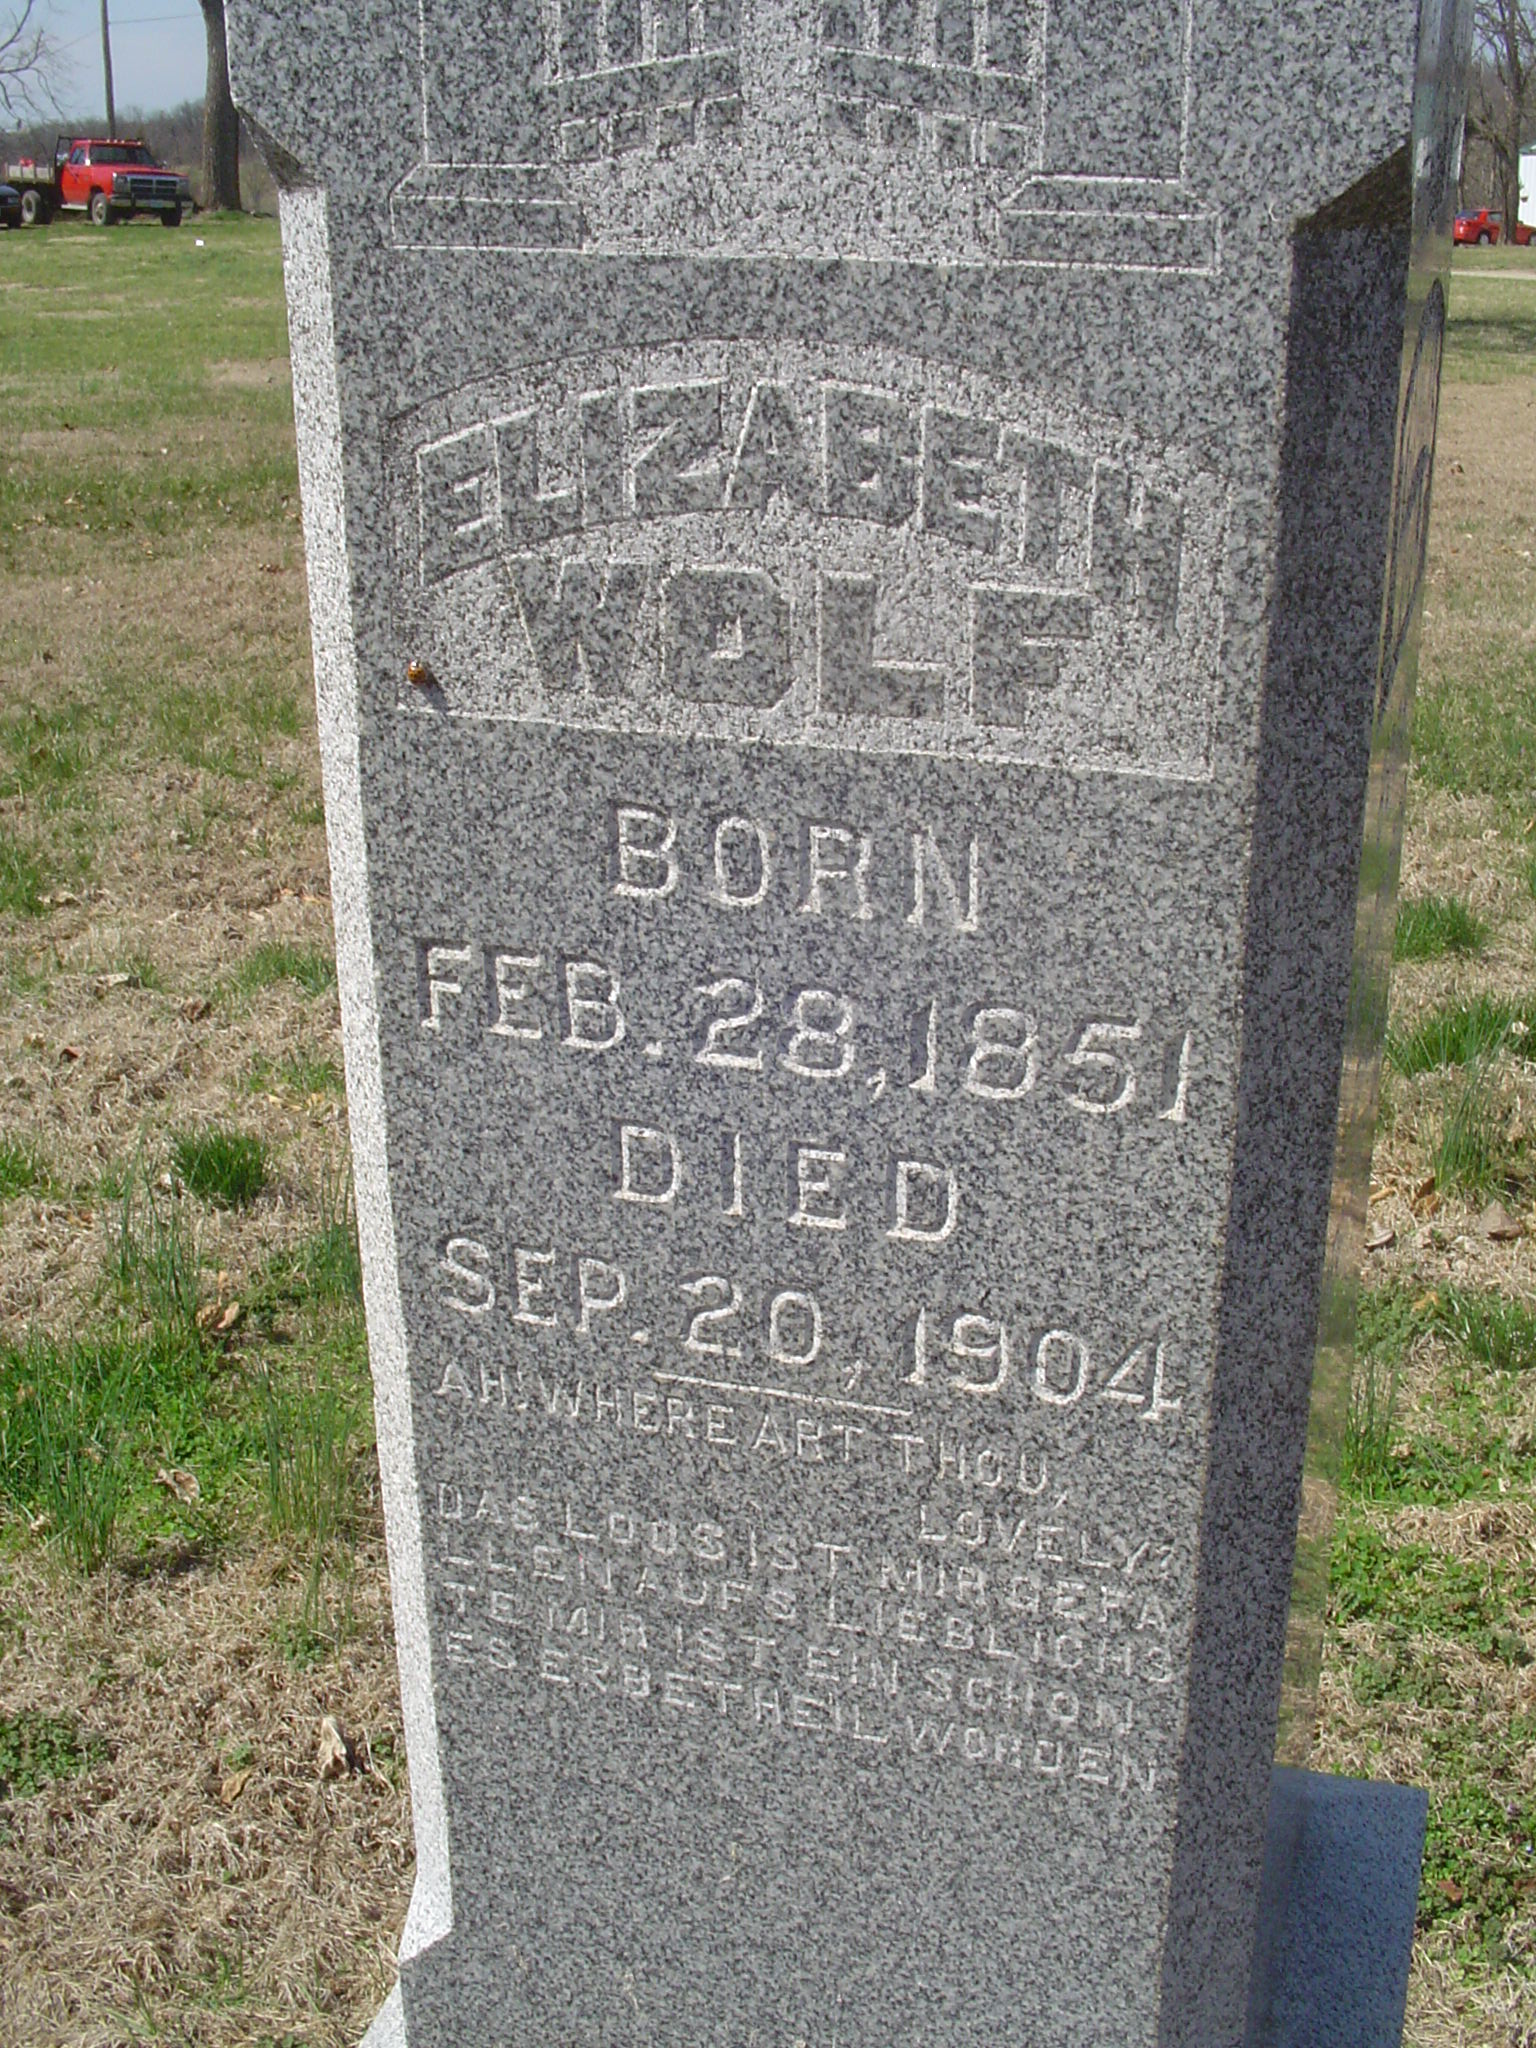 ELIZABETH
WOLF
BORN
FEB. 28, 1851
DIED
SEP. 20, 1904
AH! WHERE ART THOU,
LOVELY?
DAS LOOS IST MIR GEFA
LLEN AUFS LIEBLICHS
TE MIR IST EIN SCHON
ES ERBETHEIL WORDEN